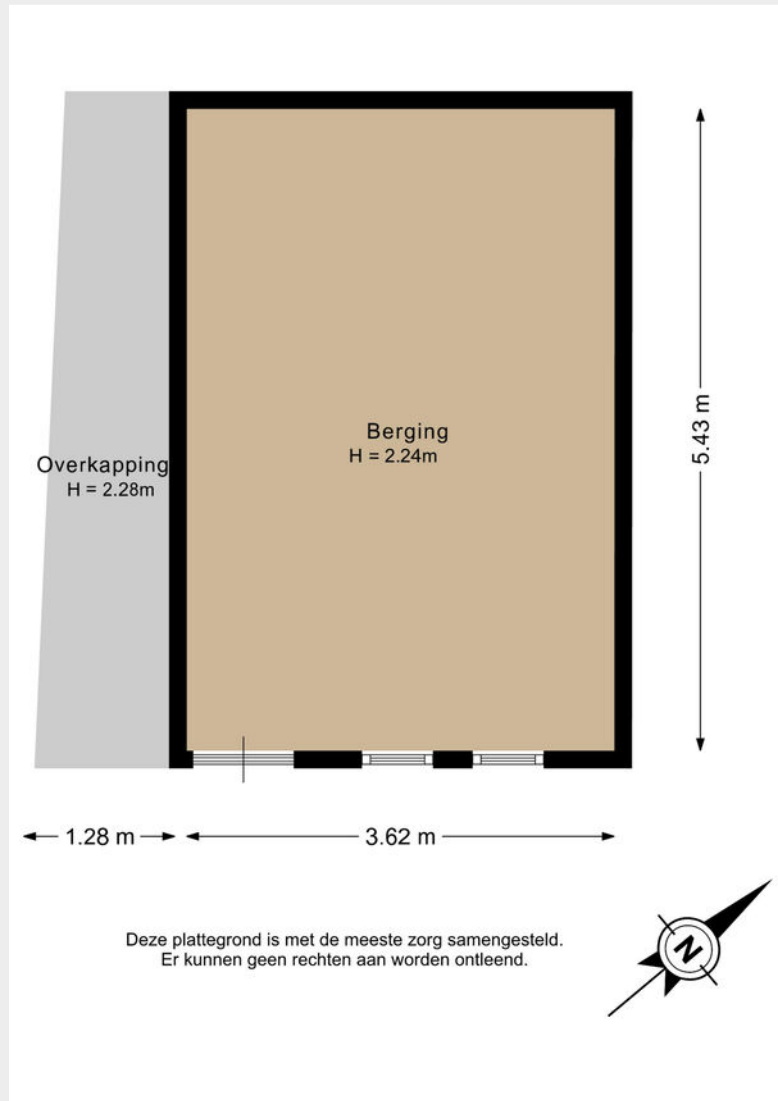 Berging
H = 2.24m
Overkapping
H = 2.28m
5.43 m
1.28 m
3.62 m
Deze plattegrond is met de meeste zorg samengesteld.
Er kunnen geen rechten aan worden ontleend.
N